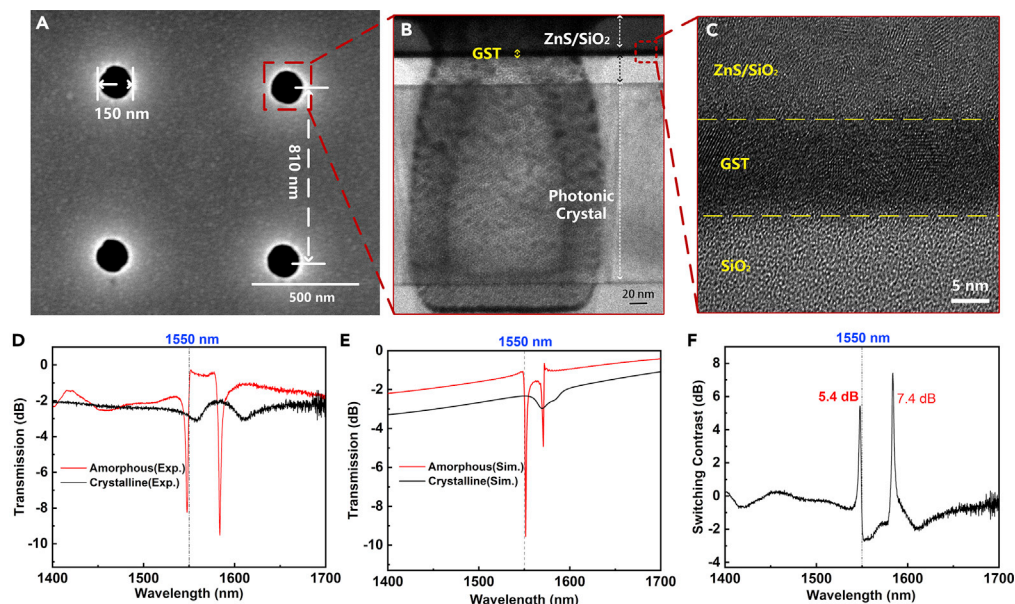 A
150 nm
810 nm
500 nm
B
ZnS/SiO₂
GST
Photonic
Crystal
20 nm
C
ZnS/SiO₂
GST
SiO₂
5 nm
D
1550 nm
Transmission (dB)
0
-2
-4
-6
-8
-10
Amorphous(Exp.)
Crystalline(Exp.)
1400
1500
1600
1700
Wavelength (nm)
E
1550 nm
Transmission (dB)
0
-2
-4
-6
-8
-10
Amorphous(Sim.)
Crystalline(Sim.)
1400
1500
1600
1700
Wavelength (nm)
F
1550 nm
Switching Contrast (dB)
8
6
4
2
0
-2
-4
5.4 dB
7.4 dB
1400
1500
1600
1700
Wavelength (nm)